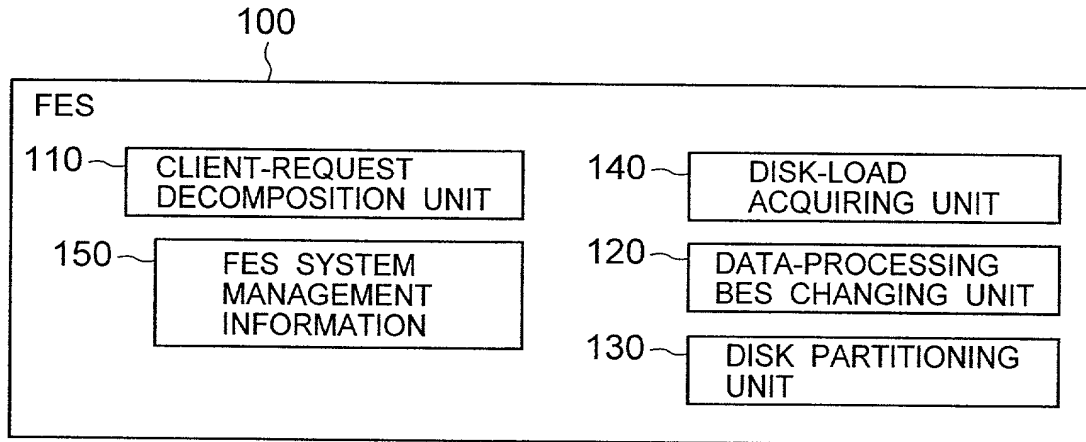 100
FES
110
CLIENT-REQUEST
DECOMPOSITION UNIT
150
FES SYSTEM
MANAGEMENT
INFORMATION
140
DISK-LOAD
ACQUIRING UNIT
120
DATA-PROCESSING
BES CHANGING UNIT
130
DISK PARTITIONING
UNIT